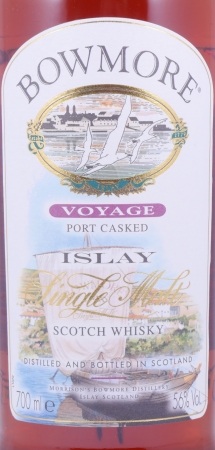 BOWMORE
VOYAGE
PORT CASKED
ISLAY
Single Malt
SCOTCH WHISKY
DISTILLED AND BOTTLED IN SCOTLAND
MORRISON'S BOWMORE DISTILLERY
ISLAY SCOTLAND
700 ml e 56% Vol